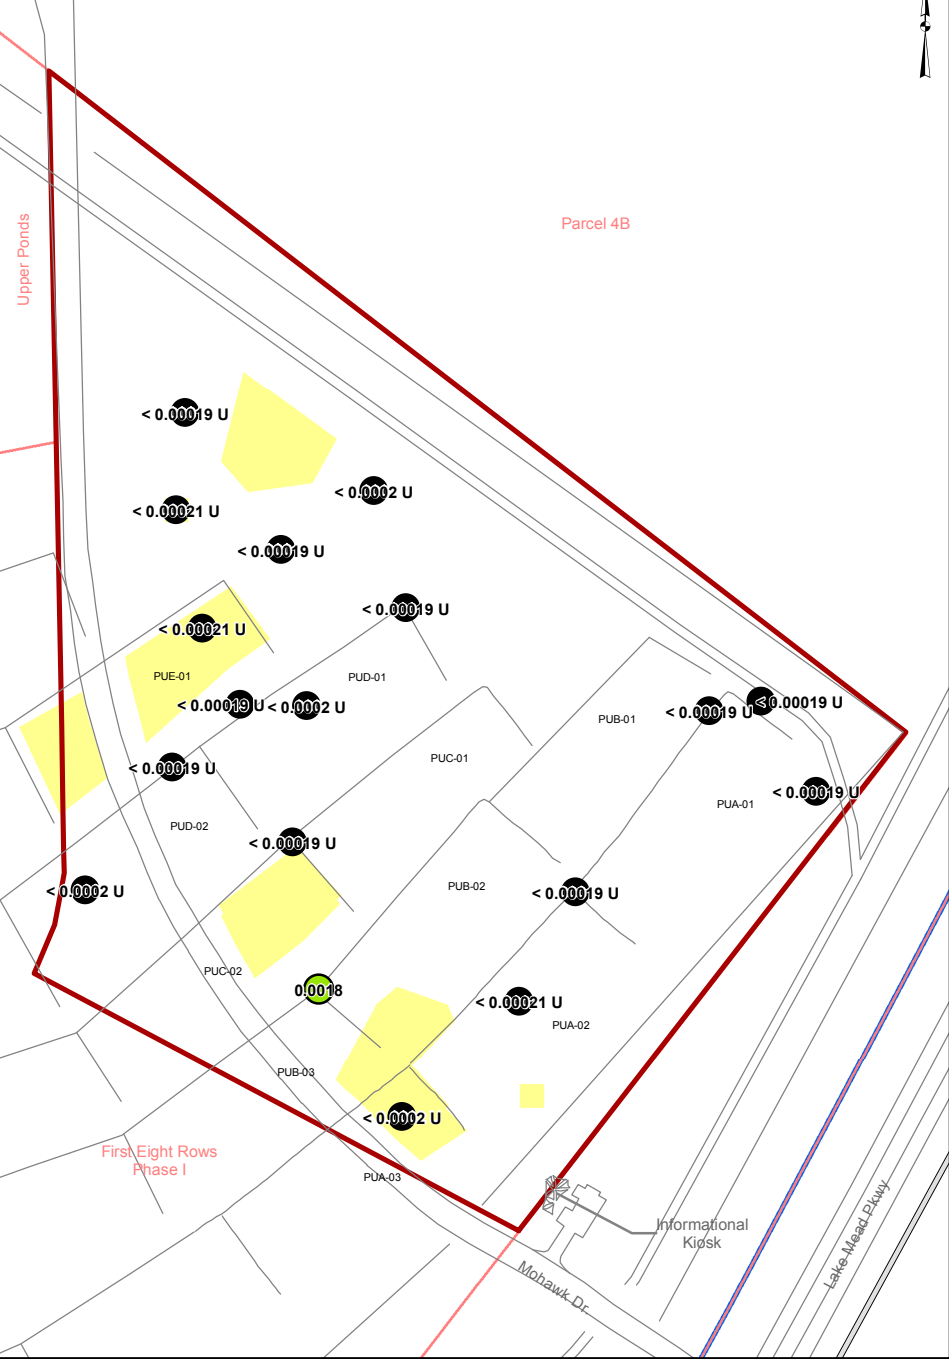 Parcel 4B
Upper Ponds
< 0.00019 U
< 0.0002 U
< 0.00021 U
< 0.00019 U
< 0.00019 U
< 0.00021 U
PUE-01
PUD-01
< 0.00019 U
< 0.0002 U
PUB-01
< 0.00019 U
< 0.00019 U
PUC-01
< 0.00019 U
< 0.00019 U
PUA-01
PUD-02
< 0.00019 U
< 0.0002 U
PUB-02
< 0.00019 U
PUC-02
0.0018
< 0.00021 U
PUA-02
PUB-03
< 0.0002 U
First Eight Rows
Phase I
PUA-03
Informational
Kiosk
Mohawk Dr
Lake Mead Pkwy